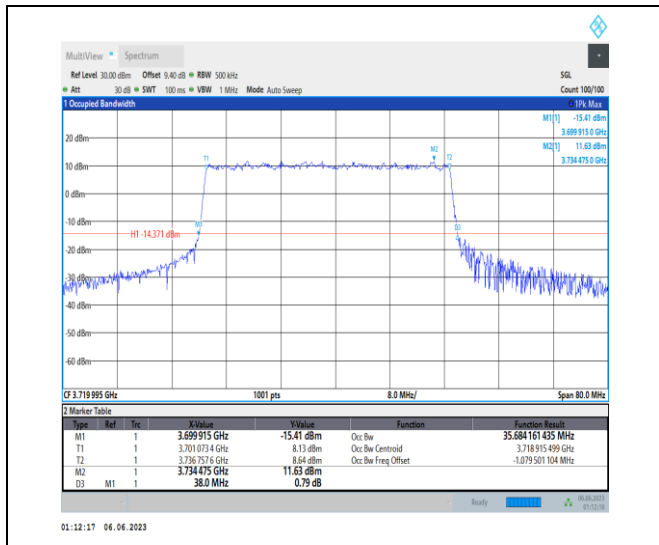 MultiView Spectrum
Ref Level 30.00 dBm Offset 9.40 dB RBW 500 kHz SGL
Att 30 dB SWT 100 ms VBW 1 MHz Mode Auto Sweep Count 100/100
1 Occupied Bandwidth 1Pk Max
M1[1] -15.41 dBm
3.699 915 0 GHz
M2[1] 11.63 dBm
3.734 475 0 GHz
20 dBm
M2
T1 T2
10 dBm
0 dBm
-10 dBm
M1 D3
H1 -14.371 dBm
-20 dBm
-30 dBm
-40 dBm
-50 dBm
-60 dBm
CF 3.719 995 GHz 1001 pts 8.0 MHz/ Span 80.0 MHz
2 Marker Table
Type Ref Trc X-Value Y-Value Function Function Result
M1 1 3.699 915 GHz -15.41 dBm Occ Bw 35.684 161 435 MHz
T1 1 3.701 073 4 GHz 8.13 dBm Occ Bw Centroid 3.718 915 499 GHz
T2 1 3.736 757 6 GHz 8.64 dBm Occ Bw Freq Offset -1.079 501 104 MHz
M2 1 3.734 475 GHz 11.63 dBm
D3 M1 1 38.0 MHz 0.79 dB
Ready 06.06.2023
01:12:18
01:12:17 06.06.2023